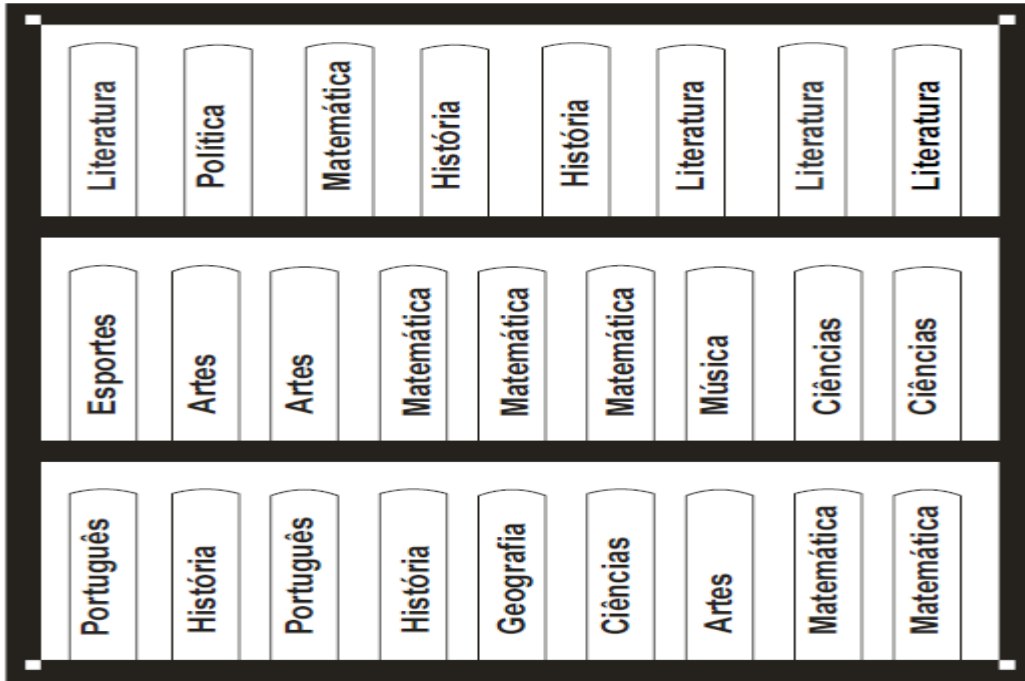 Literatura
Política
Matemática
História
História
Literatura
Literatura
Literatura
Esportes
Artes
Artes
Matemática
Matemática
Matemática
Música
Ciências
Ciências
Português
História
Português
História
Geografia
Ciências
Artes
Matemática
Matemática